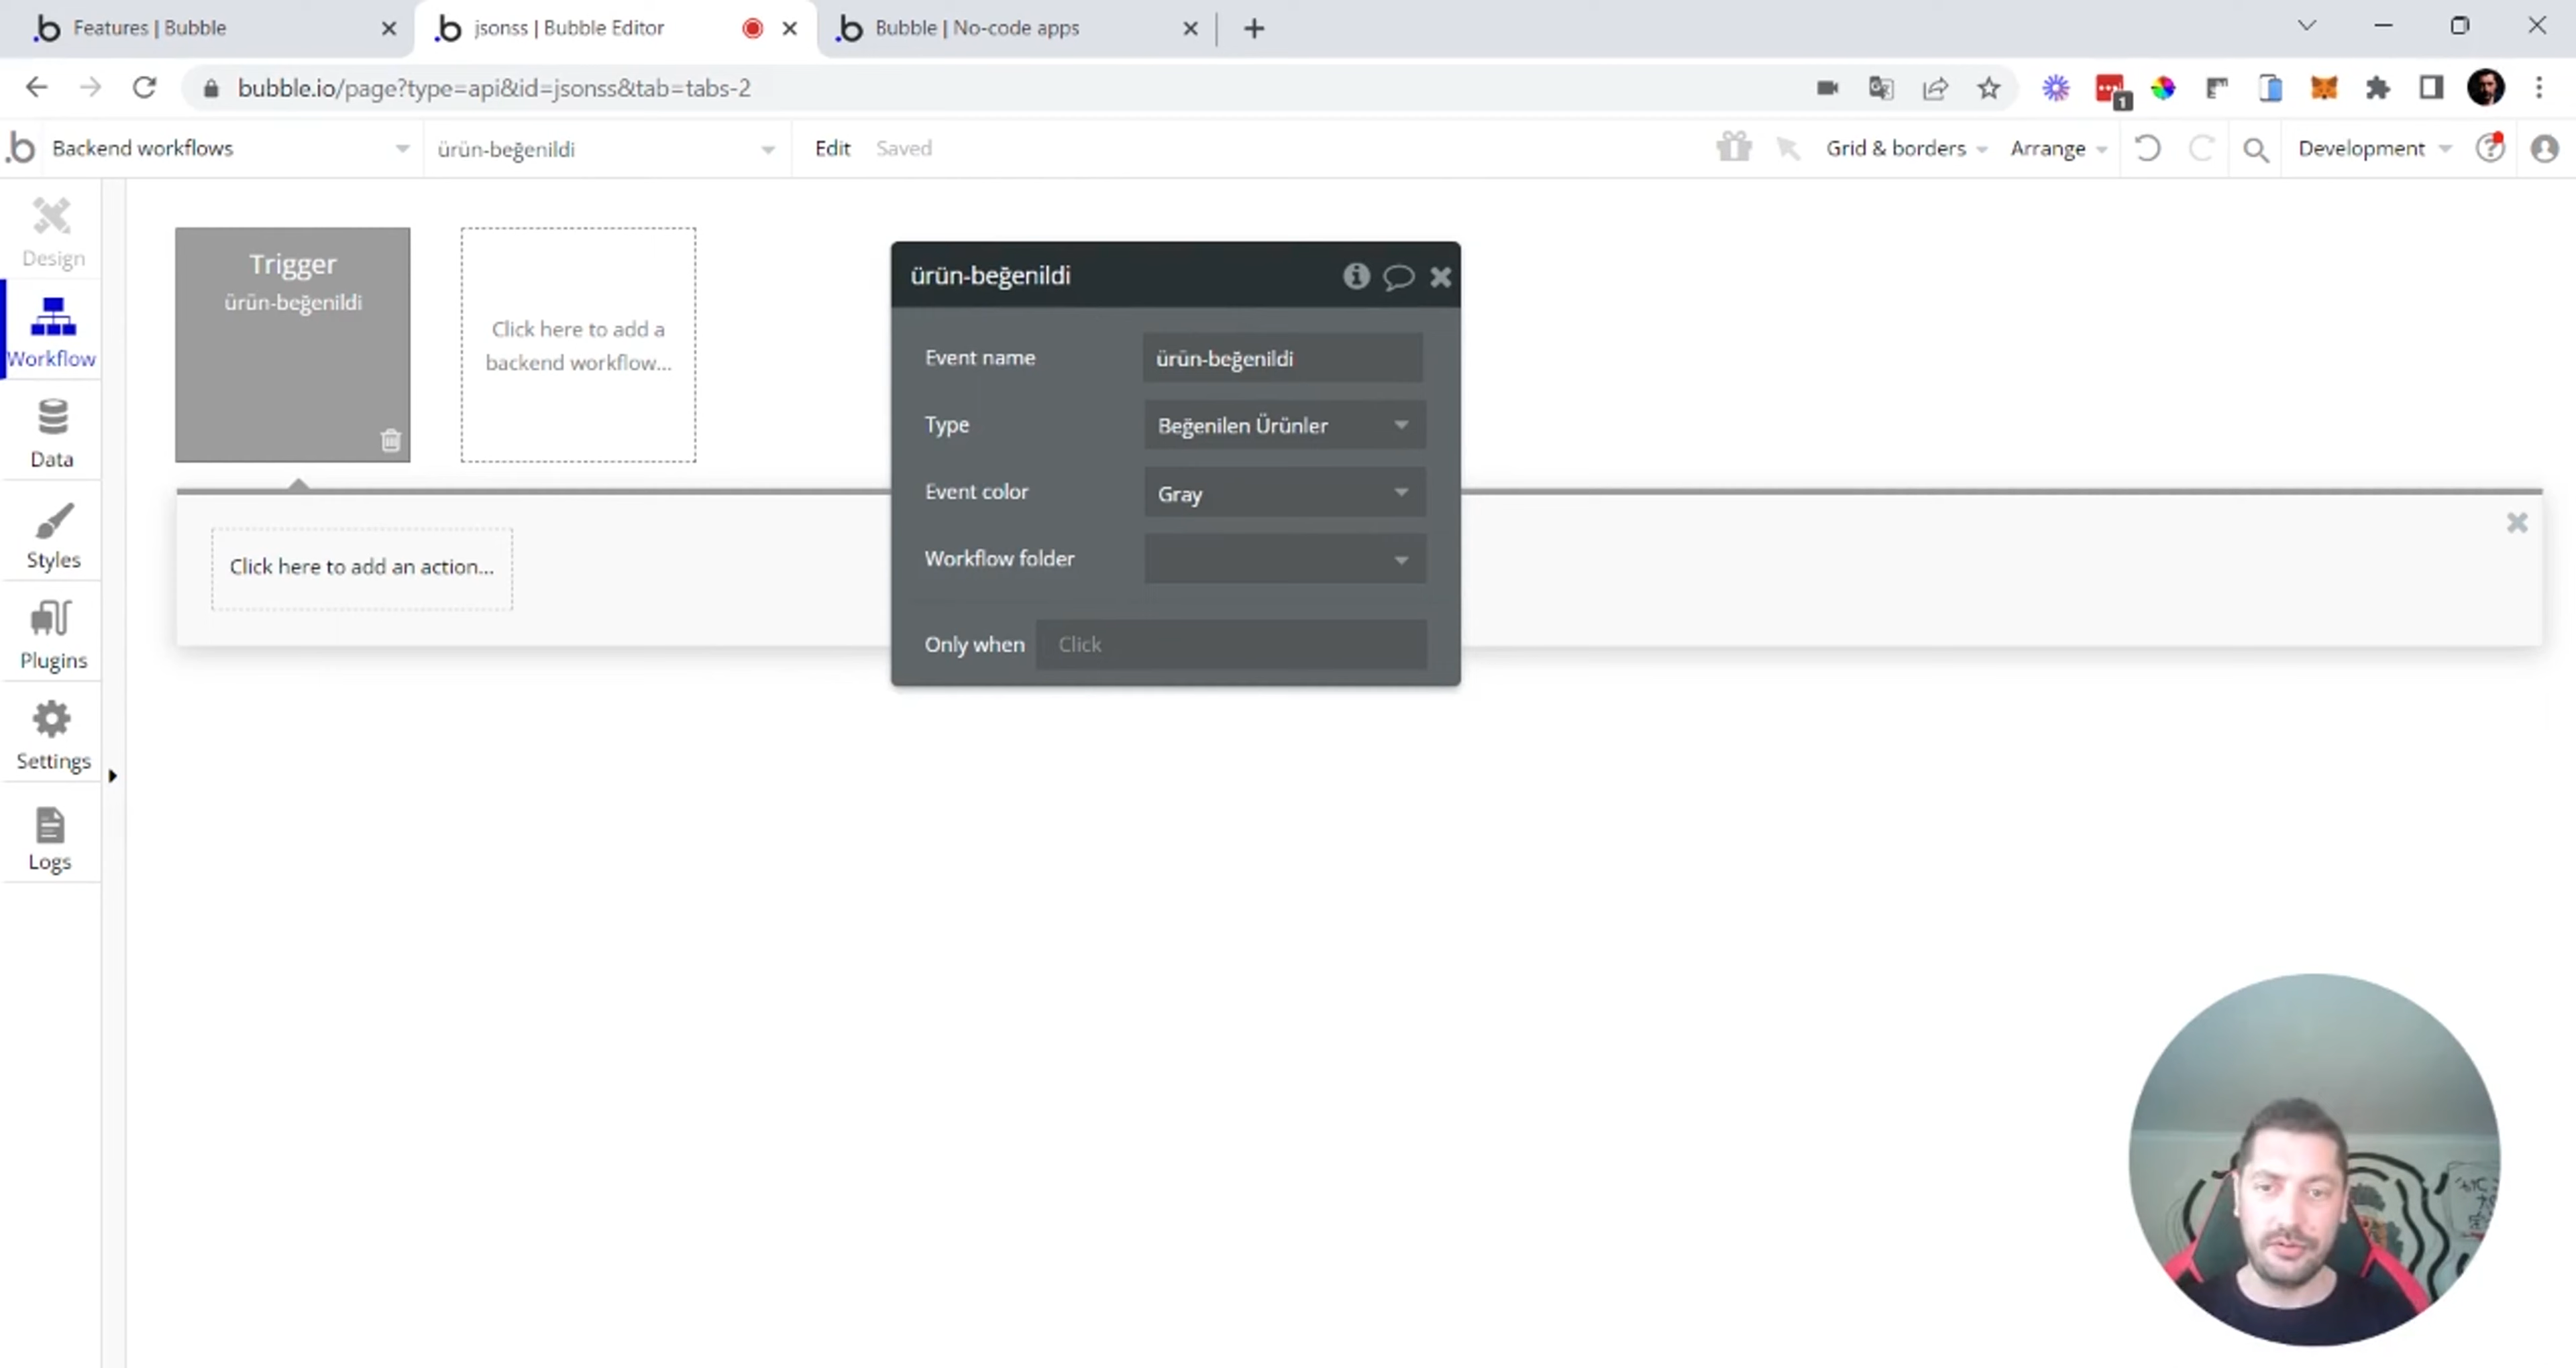 Features | Bubble
jsonss | Bubble Editor
Bubble | No-code apps
bubble.io/page?type=api&id=jsonss&tab=tabs-2
1
Backend workflows
ürün-beğenildi
Edit
Saved
Grid & borders
Arrange
Development
Design
Workflow
Data
Styles
Plugins
Settings
Logs
Trigger
ürün-beğenildi
Click here to add a
backend workflow...
Click here to add an action...
ürün-beğenildi
Event name
ürün-beğenildi
Type
Beğenilen Ürünler
Event color
Gray
Workflow folder
Only when
Click